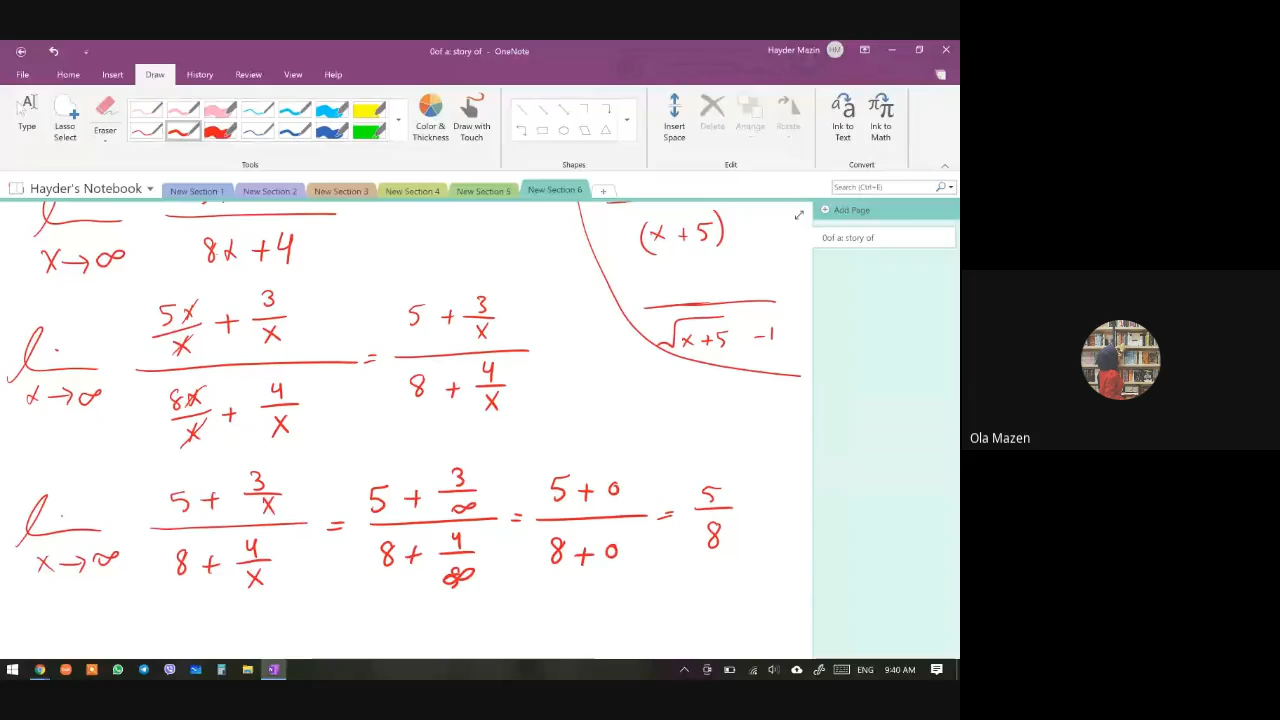 0of a: story of - OneNote
Hayder Mazin HM
File Home Insert Draw History Review View Help
Type
Lasso Select
Eraser
Color & Thickness
Draw with Touch
Insert Space
Delete
Arrange
Rotate
Ink to Text
Ink to Math
Tools Shapes Edit Convert
Hayder's Notebook New Section 1 New Section 2 New Section 3 New Section 4 New Section 5 New Section 6 Search (Ctrl+E)
Add Page
0of a: story of
lim x→∞ 8x + 4
(x + 5)
√x+5 -1
lim x→∞ (5x/x + 3/x)/(8x/x + 4/x) = (5 + 3/x)/(8 + 4/x)
lim x→∞ (5 + 3/x)/(8 + 4/x) = (5 + 3/∞)/(8 + 4/∞) = (5 + 0)/(8 + 0) = 5/8
Ola Mazen
ENG 9:40 AM